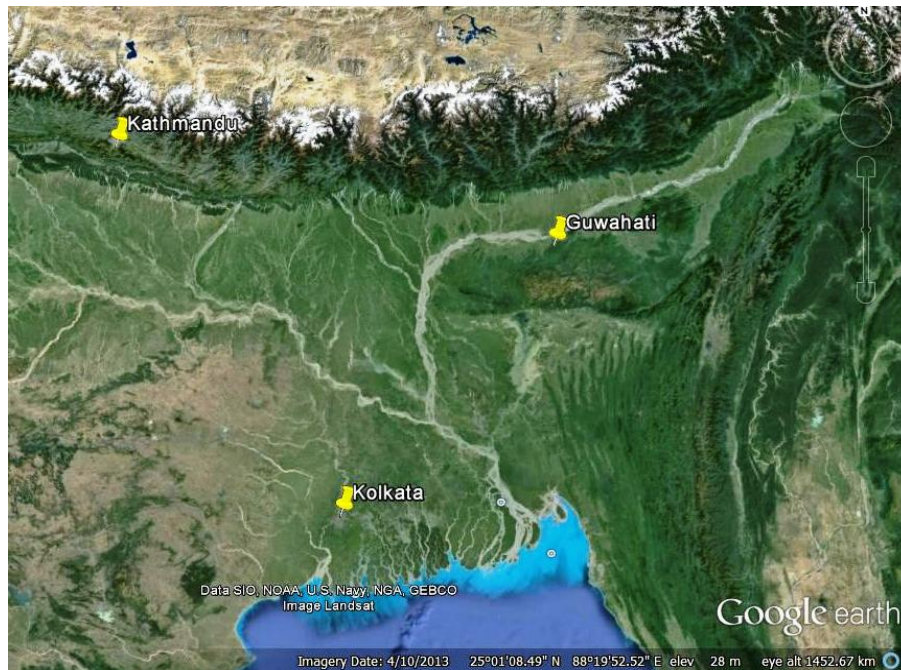 N
Kathmandu
Guwahati
Kolkata
Data SIO, NOAA, U.S. Navy, NGA, GEBCO
Image Landsat
Google earth
Imagery Date: 4/10/2013 25°01'08.49" N 88°19'52.52" E elev 28 m eye alt 1452.67 km